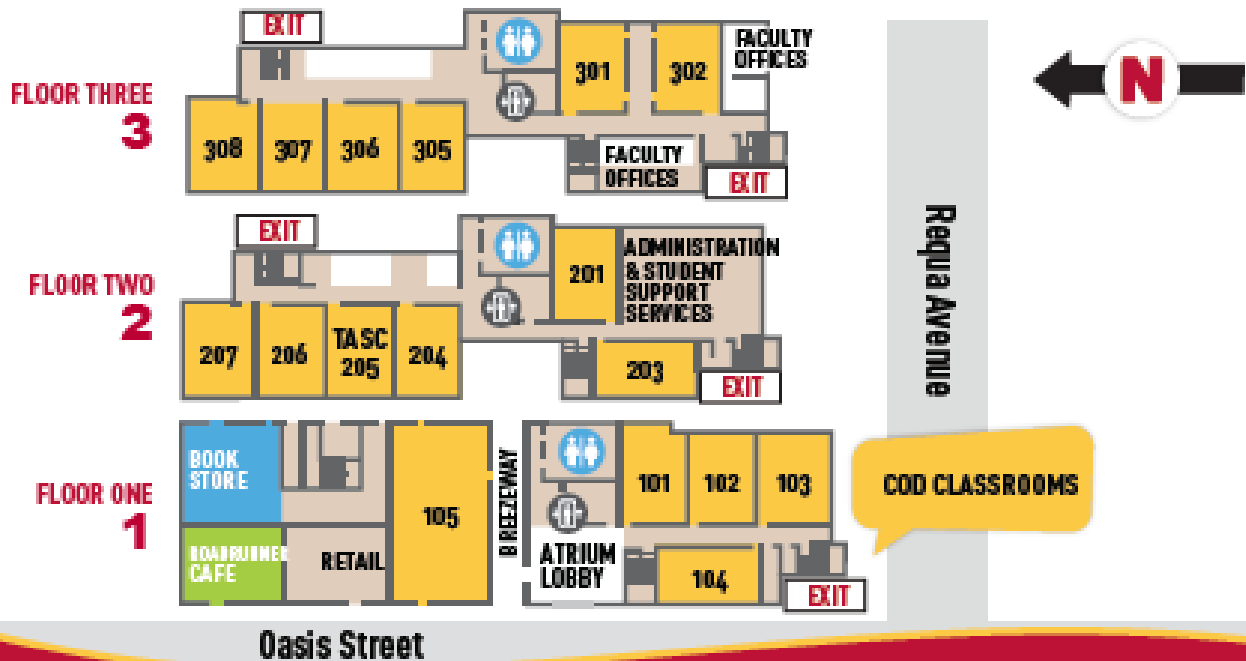 EXIT
FLOOR THREE
3
301
302
FACULTY
OFFICES
308
307
306
305
FACULTY
OFFICES
EXIT
N
EXIT
FLOOR TWO
2
201
ADMINISTRATION
& STUDENT
SUPPORT
SERVICES
207
206
TASC
205
204
203
EXIT
Requa Avenue
FLOOR ONE
1
BOOK
STORE
ROADRUNNER
CAFE
RETAIL
105
BREEZEWAY
ATRIUM
LOBBY
101
102
103
104
EXIT
COD CLASSROOMS
Oasis Street